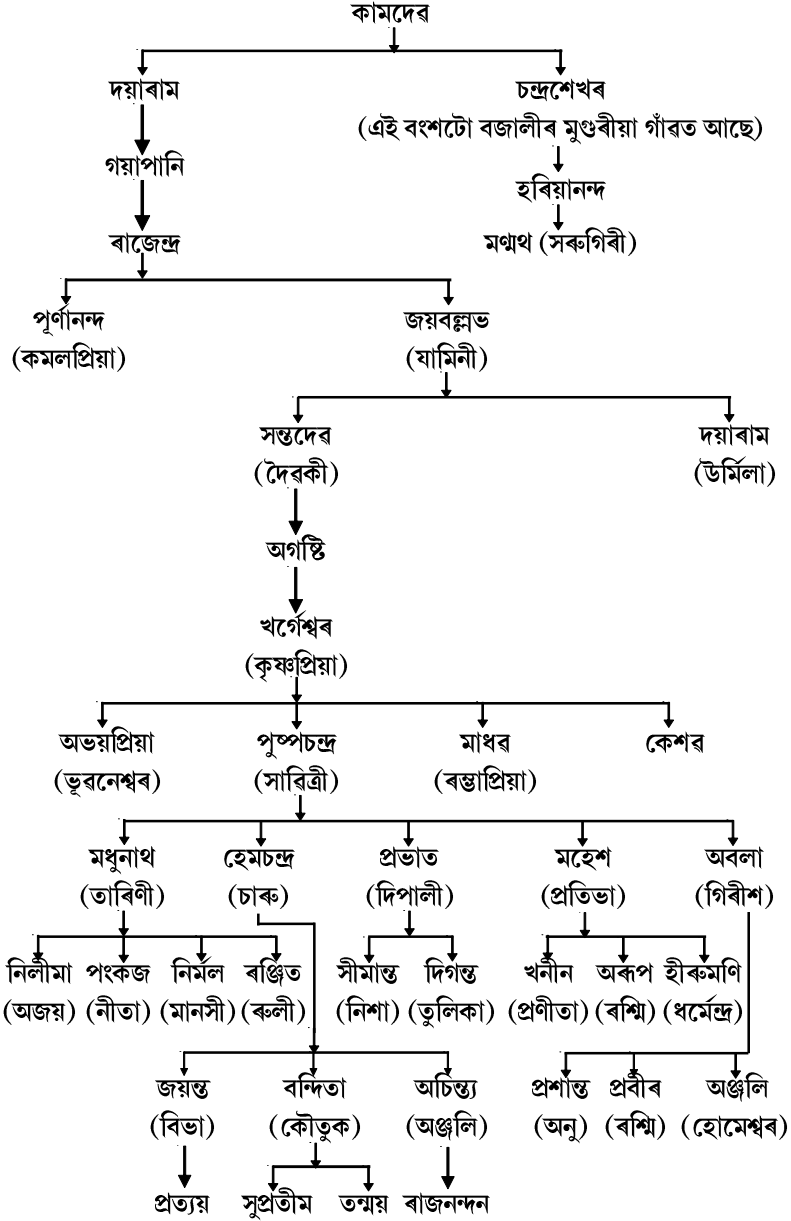 কামদেৱ
দয়াৰাম চন্দ্ৰশেখৰ
(এই বংশটো বজালীৰ মুগুৰীয়া গাঁৱত আছে)
গয়াপানি
হৰিয়ানন্দ
ৰাজেন্দ্ৰ মণ্মথ (সৰুগিৰী)
পূৰ্ণানন্দ জয়বল্লভ
(কমলপ্ৰিয়া) (যামিনী)
সন্তদেৱ দয়াৰাম
(দৈৱকী) (উৰ্মিলা)
অগষ্টি
খৰ্গেশ্বৰ
(কৃষ্ণপ্ৰিয়া)
অভয়প্ৰিয়া পুষ্পচন্দ্ৰ মাধৱ কেশৱ
(ভূৱনেশ্বৰ) (সাৱিত্ৰী) (ৰম্ভাপ্ৰিয়া)
মধুনাথ হেমচন্দ্ৰ প্ৰভাত মহেশ অবলা
(তাৰিণী) (চাৰু) (দিপালী) (প্ৰতিভা) (গিৰীশ)
নিলীমা পংকজ নিৰ্মল ৰঞ্জিত সীমান্ত দিগন্ত খনীন অৰূপ হীৰুমণি
(অজয়) (নীতা) (মানসী) (ৰুলী) (নিশা) (তুলিকা) (প্ৰণীতা) (ৰশ্মি) (ধৰ্মেন্দ্ৰ)
জয়ন্ত বন্দিতা অচিন্ত্য প্ৰশান্ত প্ৰবীৰ অঞ্জলি
(বিভা) (কৌতুক) (অঞ্জলি) (অনু) (ৰশ্মি) (হোমেশ্বৰ)
প্ৰত্যয় সুপ্ৰতীম তন্ময় ৰাজনন্দন